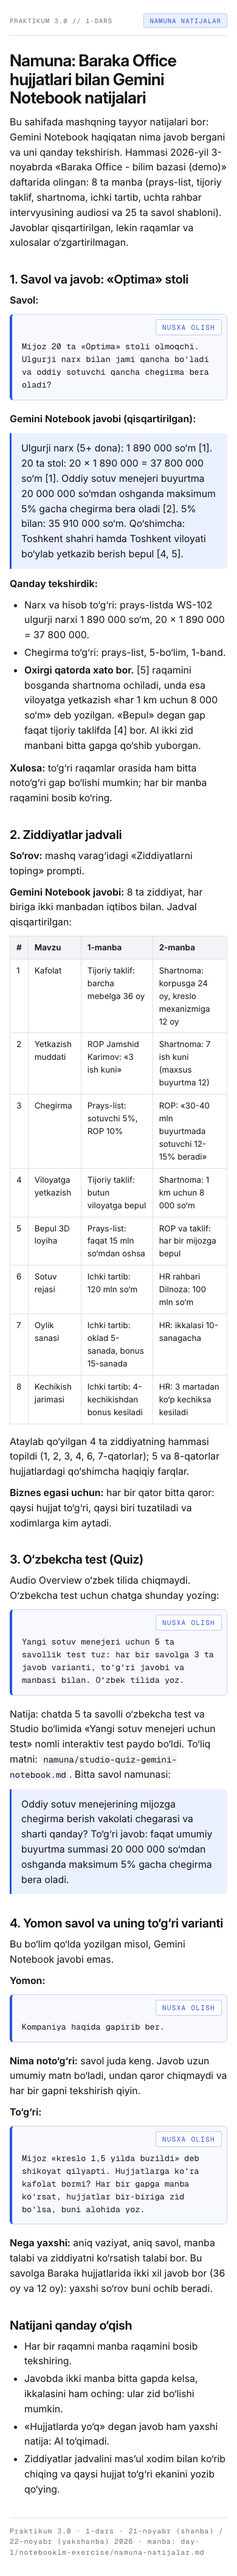 PRAKTIKUM 3.0 // 1-DARS
NAMUNA NATIJALAR
Namuna: Baraka Office
hujjatlari bilan Gemini
Notebook natijalari
Bu sahifada mashqning tayyor natijalari bor:
Gemini Notebook haqiqatan nima javob bergani
va uni qanday tekshirish. Hammasi 2026-yil 3-
noyabrda «Baraka Office - bilim bazasi (demo)»
daftarida olingan: 8 ta manba (prays-list, tijoriy
taklif, shartnoma, ichki tartib, uchta rahbar
intervyusining audiosi va 25 ta savol shabloni).
Javoblar qisqartirilgan, lekin raqamlar va
xulosalar o‘zgartirilmagan.
1. Savol va javob: «Optima» stoli
Savol:
NUSXA OLISH
Mijoz 20 ta «Optima» stoli olmoqchi.
Ulgurji narx bilan jami qancha bo'ladi
va oddiy sotuvchi qancha chegirma bera
oladi?
Gemini Notebook javobi (qisqartirilgan):
Ulgurji narx (5+ dona): 1 890 000 so‘m [1].
20 ta stol: 20 × 1 890 000 = 37 800 000
so‘m [1]. Oddiy sotuv menejeri buyurtma
20 000 000 so‘mdan oshganda maksimum
5% gacha chegirma bera oladi [2]. 5%
bilan: 35 910 000 so‘m. Qo‘shimcha:
Toshkent shahri hamda Toshkent viloyati
bo‘ylab yetkazib berish bepul [4, 5].
Qanday tekshirdik:
• Narx va hisob to‘g‘ri: prays-listda WS-102
ulgurji narxi 1 890 000 so‘m, 20 × 1 890 000
= 37 800 000.
• Chegirma to‘g‘ri: prays-list, 5-bo‘lim, 1-band.
• Oxirgi qatorda xato bor. [5] raqamini
bosganda shartnoma ochiladi, unda esa
viloyatga yetkazish «har 1 km uchun 8 000
so‘m» deb yozilgan. «Bepul» degan gap
faqat tijoriy taklifda [4] bor. AI ikki zid
manbani bitta gapga qo‘shib yuborgan.
Xulosa: to‘g‘ri raqamlar orasida ham bitta
noto‘g‘ri gap bo‘lishi mumkin; har bir manba
raqamini bosib ko‘ring.
2. Ziddiyatlar jadvali
So‘rov: mashq varag‘idagi «Ziddiyatlarni
toping» prompti.
Gemini Notebook javobi: 8 ta ziddiyat, har
biriga ikki manbadan iqtibos bilan. Jadval
qisqartirilgan:
# Mavzu 1-manba 2-manba
1 Kafolat Tijoriy taklif: barcha mebelga 36 oy Shartnoma: korpusga 24 oy, kreslo mexanizmiga 12 oy
2 Yetkazish muddati ROP Jamshid Karimov: «3 ish kuni» Shartnoma: 7 ish kuni (maxsus buyurtma 12)
3 Chegirma Prays-list: sotuvchi 5%, ROP 10% ROP: «30-40 mln buyurtmada sotuvchi 12-15% beradi»
4 Viloyatga yetkazish Tijoriy taklif: butun viloyatga bepul Shartnoma: 1 km uchun 8 000 so‘m
5 Bepul 3D loyiha Prays-list: faqat 15 mln so‘mdan oshsa ROP va taklif: har bir mijozga bepul
6 Sotuv rejasi Ichki tartib: 120 mln so‘m HR rahbari Dilnoza: 100 mln so‘m
7 Oylik sanasi Ichki tartib: oklad 5-sanada, bonus 15-sanada HR: ikkalasi 10-sanagacha
8 Kechikish jarimasi Ichki tartib: 4-kechikishdan bonus kesiladi HR: 3 martadan ko‘p kechiksa kesiladi
Ataylab qo‘yilgan 4 ta ziddiyatning hammasi
topildi (1, 2, 3, 4, 6, 7-qatorlar); 5 va 8-qatorlar
hujjatlardagi qo‘shimcha haqiqiy farqlar.
Biznes egasi uchun: har bir qator bitta qaror:
qaysi hujjat to‘g‘ri, qaysi biri tuzatiladi va
xodimlarga kim aytadi.
3. O‘zbekcha test (Quiz)
Audio Overview o‘zbek tilida chiqmaydi.
O‘zbekcha test uchun chatga shunday yozing:
NUSXA OLISH
Yangi sotuv menejeri uchun 5 ta
savollik test tuz: har bir savolga 3 ta
javob varianti, to'g'ri javobi va
manbasi bilan. O'zbek tilida yoz.
Natija: chatda 5 ta savolli o‘zbekcha test va
Studio bo‘limida «Yangi sotuv menejeri uchun
test» nomli interaktiv test paydo bo‘ldi. To‘liq
matni: namuna/studio-quiz-gemini-
notebook.md . Bitta savol namunasi:
Oddiy sotuv menejerining mijozga
chegirma berish vakolati chegarasi va
sharti qanday? To‘g‘ri javob: faqat umumiy
buyurtma summasi 20 000 000 so‘mdan
oshganda maksimum 5% gacha chegirma
bera oladi.
4. Yomon savol va uning to‘g‘ri varianti
Bu bo‘lim qo‘lda yozilgan misol, Gemini
Notebook javobi emas.
Yomon:
NUSXA OLISH
Kompaniya haqida gapirib ber.
Nima noto‘g‘ri: savol juda keng. Javob uzun
umumiy matn bo‘ladi, undan qaror chiqmaydi va
har bir gapni tekshirish qiyin.
To‘g‘ri:
NUSXA OLISH
Mijoz «kreslo 1,5 yilda buzildi» deb
shikoyat qilyapti. Hujjatlarga ko'ra
kafolat bormi? Har bir gapga manba
ko'rsat, hujjatlar bir-biriga zid
bo'lsa, buni alohida yoz.
Nega yaxshi: aniq vaziyat, aniq savol, manba
talabi va ziddiyatni ko‘rsatish talabi bor. Bu
savolga Baraka hujjatlarida ikki xil javob bor (36
oy va 12 oy): yaxshi so‘rov buni ochib beradi.
Natijani qanday o‘qish
• Har bir raqamni manba raqamini bosib
tekshiring.
• Javobda ikki manba bitta gapda kelsa,
ikkalasini ham oching: ular zid bo‘lishi
mumkin.
• «Hujjatlarda yo‘q» degan javob ham yaxshi
natija: AI to‘qimadi.
• Ziddiyatlar jadvalini mas’ul xodim bilan ko‘rib
chiqing va qaysi hujjat to‘g‘ri ekanini yozib
qo‘ying.
Praktikum 3.0 · 1-dars · 21-noyabr (shanba) /
22-noyabr (yakshanba) 2026 · manba: day-
1/notebooklm-exercise/namuna-natijalar.md